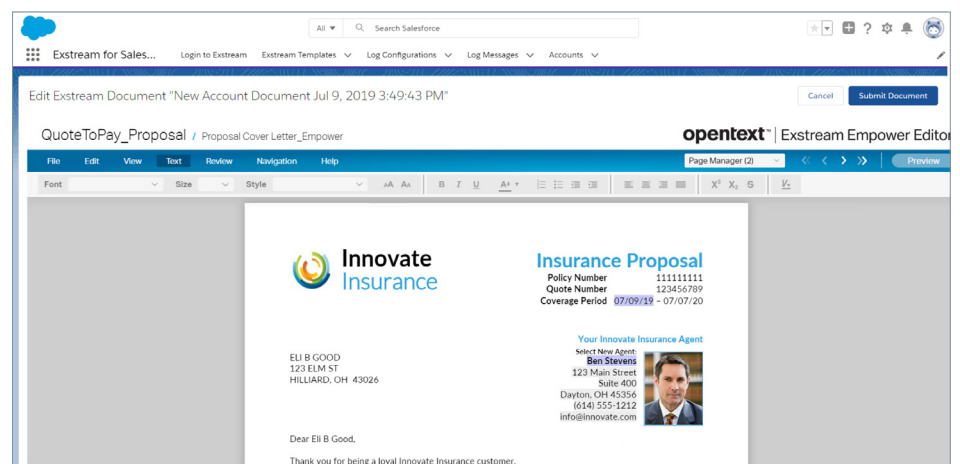 All Search Salesforce
Exstream for Sales... Login to Exstream Exstream Templates Log Configurations Log Messages Accounts
Edit Exstream Document "New Account Document Jul 9, 2019 3:49:43 PM" Cancel Submit Document
QuoteToPay_Proposal / Proposal Cover Letter_Empower opentext™ | Exstream Empower Editor
File Edit View Text Review Navigation Help Page Manager (2) Preview
Font Size Style AA AA B I U A+ X² X₂ S
Innovate
Insurance
Insurance Proposal
Policy Number 111111111
Quote Number 123456789
Coverage Period 07/09/19 – 07/07/20
Your Innovate Insurance Agent
Select New Agent:
Ben Stevens
123 Main Street
Suite 400
Dayton, OH 45356
(614) 555-1212
info@innovate.com
ELI B GOOD
123 ELM ST
HILLIARD, OH 43026
Dear Eli B Good,
Thank you for being a loyal Innovate Insurance customer.